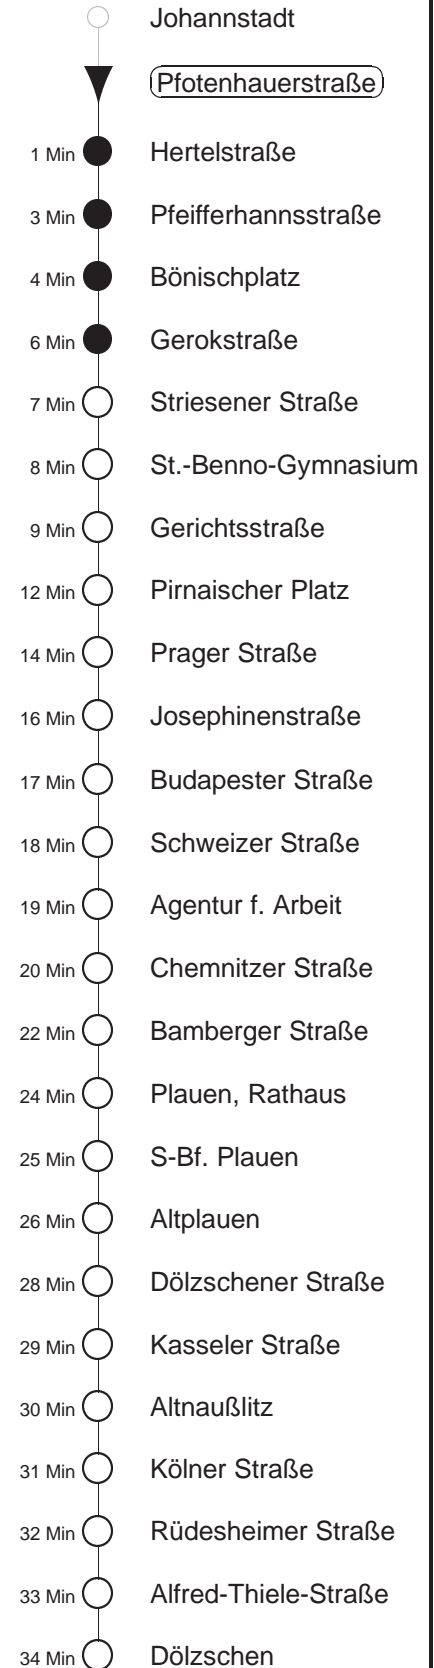 Johannstadt
Pfotenhauerstraße
1 Min Hertelstraße
3 Min Pfeifferhannsstraße
4 Min Bönischplatz
6 Min Gerokstraße
7 Min Striesener Straße
8 Min St.-Benno-Gymnasium
9 Min Gerichtsstraße
12 Min Pirnaischer Platz
14 Min Prager Straße
16 Min Josephinenstraße
17 Min Budapester Straße
18 Min Schweizer Straße
19 Min Agentur f. Arbeit
20 Min Chemnitzer Straße
22 Min Bamberger Straße
24 Min Plauen, Rathaus
25 Min S-Bf. Plauen
26 Min Altplauen
28 Min Dölzschener Straße
29 Min Kasseler Straße
30 Min Altnaußlitz
31 Min Kölner Straße
32 Min Rüdesheimer Straße
33 Min Alfred-Thiele-Straße
34 Min Dölzschen